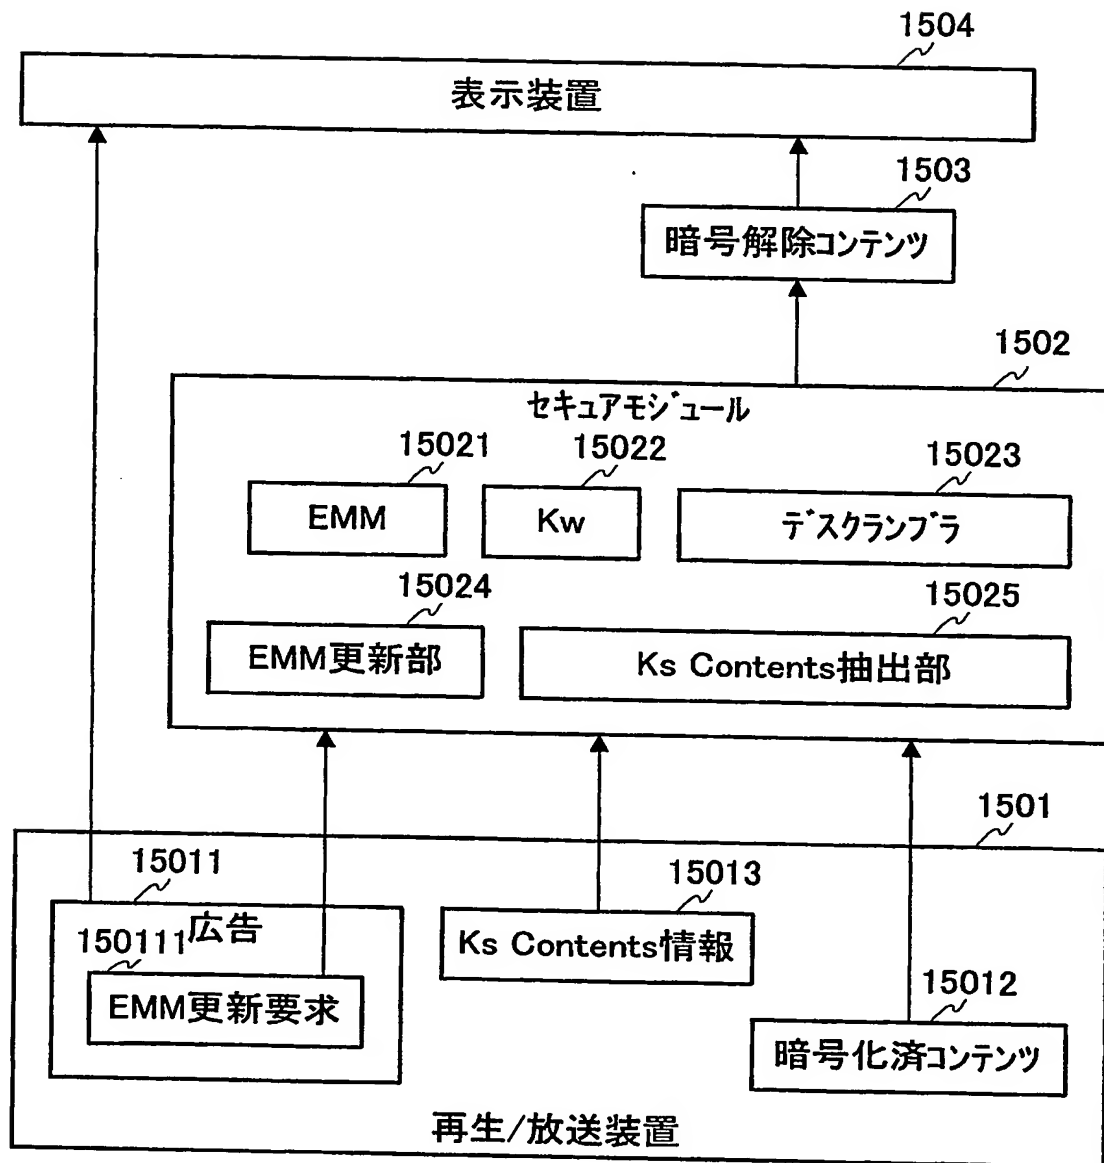 1504
表示装置
1503
暗号解除コンテンツ
1502
セキュアモジュール
15021
15022
15023
EMM
Kw
デスクランブラ
15024
15025
EMM更新部
Ks Contents抽出部
1501
15011
15013
広告
150111
Ks Contents情報
EMM更新要求
15012
暗号化済コンテンツ
再生/放送装置